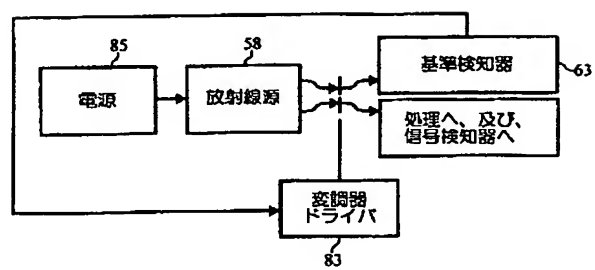 85
58
電源
放射線源
基準検知器
63
処理へ、及び、
信号検知器へ
変調器
ドライバ
83